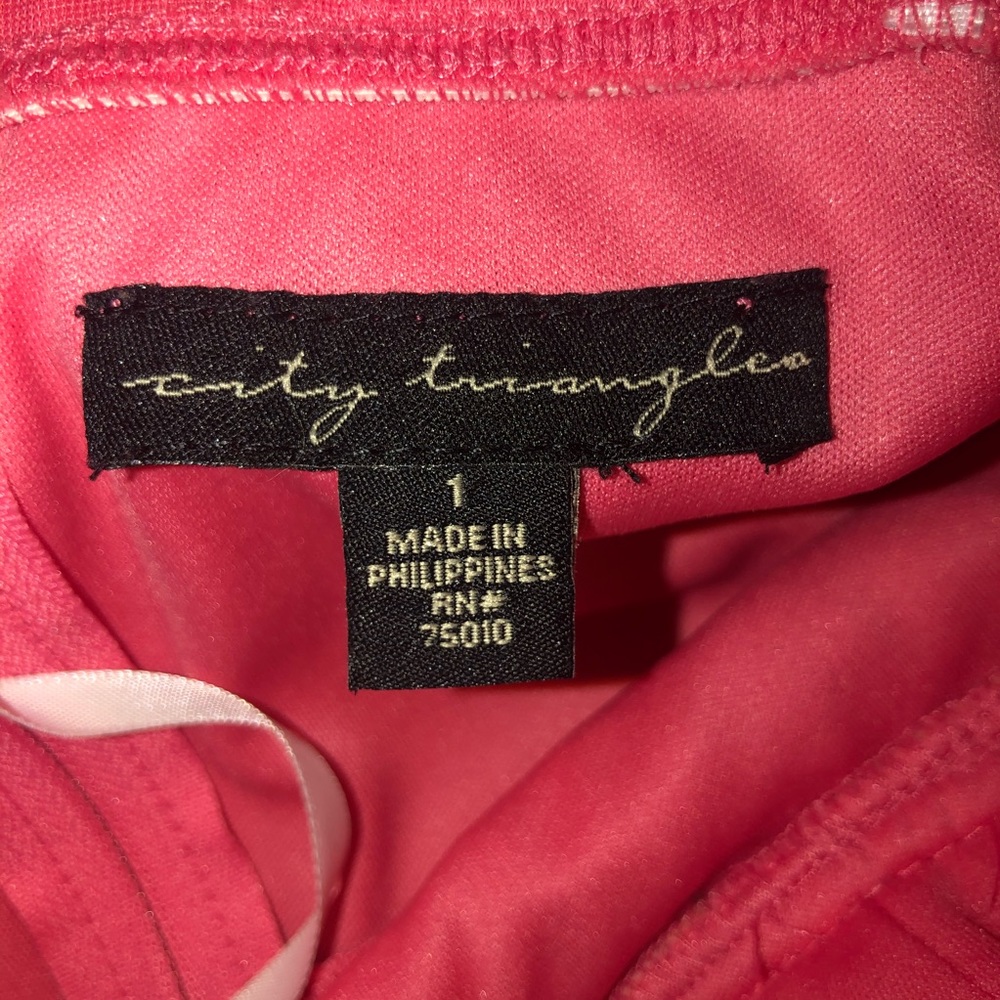 city triangles
1
MADE IN
PHILIPPINES
RN#
75010